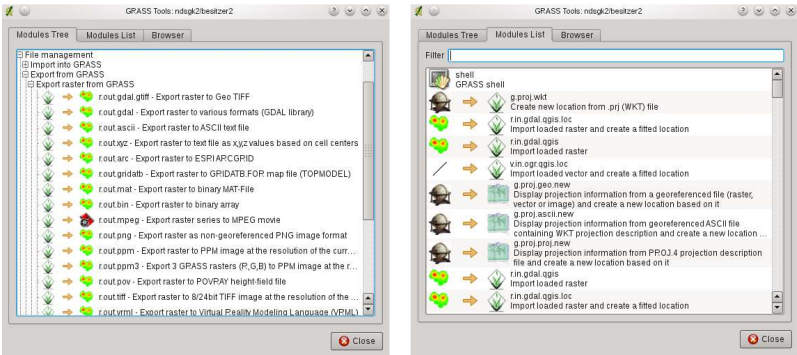 GRASS Tools: ndsgk2/besitzer2
Modules Tree
Modules List
Browser
File management
Import into GRASS
Export from GRASS
Export raster from GRASS
r.out.gdal.gtiff - Export raster to Geo TIFF
r.out.gdal - Export raster to various formats (GDAL library)
r.out.ascii - Export raster to ASCII text file
r.out.xyz - Export raster to text file as x,y,z values based on cell centers
r.out.arc - Export raster to ESRI ARCGRID
r.out.gridatb - Export raster to GRIDATB.FOR map file (TOPMODEL)
r.out.mat - Export raster to binary MAT-File
r.out.bin - Export raster to binary array
r.out.mpeg - Export raster series to MPEG movie
r.out.png - Export raster as non-georeferenced PNG image format
r.out.ppm - Export raster to PPM image at the resolution of the curr...
r.out.ppm3 - Export 3 GRASS rasters (R,G,B) to PPM image at the r...
r.out.pov - Export raster to POVRAY height-field file
r.out.tiff - Export raster to 8/24bit TIFF image at the resolution of the ...
r.out.vrml - Export raster to Virtual Reality Modeling Language (VRML)
Close
GRASS Tools: ndsgk2/besitzer2
Modules Tree
Modules List
Browser
Filter
shell
GRASS shell
g.proj.wkt
Create new location from .prj (WKT) file
r.in.gdal.qgis.loc
Import loaded raster and create a fitted location
r.in.gdal.qgis
Import loaded raster
v.in.ogr.qgis.loc
Import loaded vector and create a fitted location
g.proj.geo.new
Display projection information from a georeferenced file (raster,
vector or image) and create a new location based on it
g.proj.ascii.new
Display projection information from georeferenced ASCII file
containing WKT projection description and create a new location ...
g.proj.proj.new
Display projection information from PROJ.4 projection description
file and create a new location based on it
r.in.gdal.qgis
Import loaded raster
r.in.gdal.qgis.loc
Import loaded raster and create a fitted location
Close